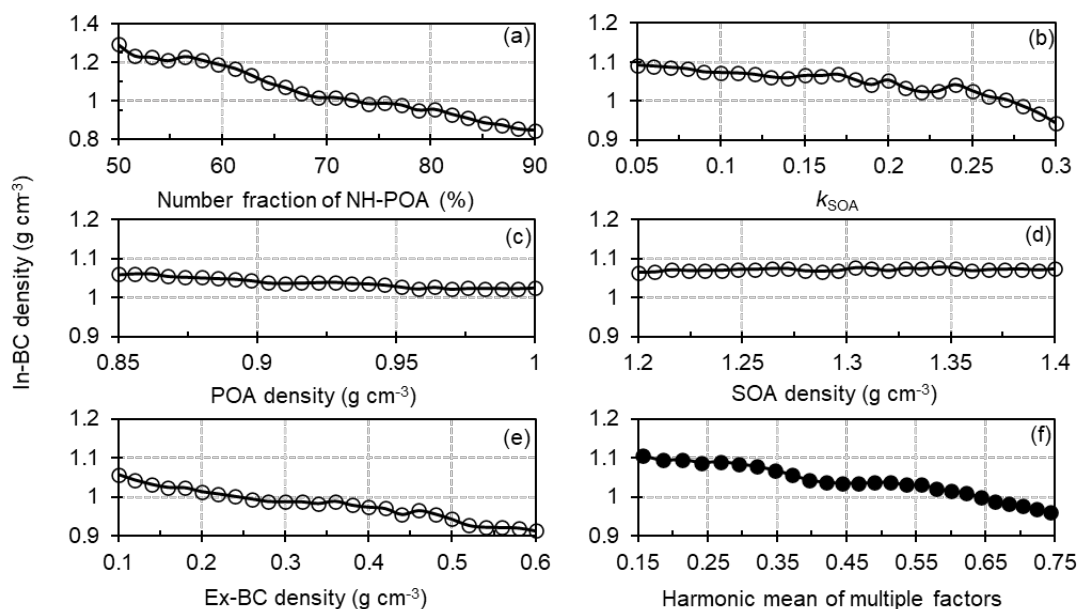 In-BC density (g cm⁻³)
(a)
1.4
1.2
1
0.8
50 60 70 80 90
Number fraction of NH-POA (%)
(b)
1.2
1.1
1
0.9
0.05 0.1 0.15 0.2 0.25 0.3
kSOA
(c)
1.2
1.1
1
0.9
0.85 0.9 0.95 1
POA density (g cm⁻³)
(d)
1.2
1.1
1
0.9
1.2 1.25 1.3 1.35 1.4
SOA density (g cm⁻³)
(e)
1.2
1.1
1
0.9
0.1 0.2 0.3 0.4 0.5 0.6
Ex-BC density (g cm⁻³)
(f)
1.2
1.1
1
0.9
0.15 0.25 0.35 0.45 0.55 0.65 0.75
Harmonic mean of multiple factors